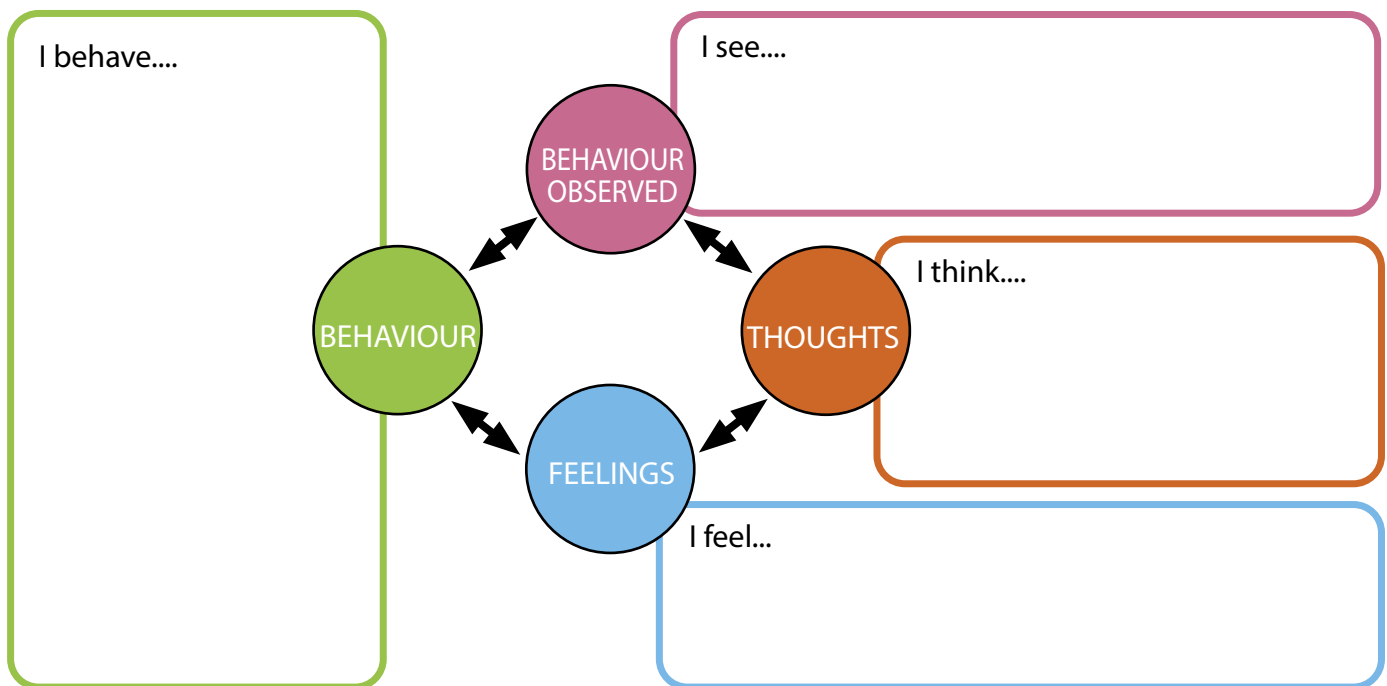 I behave....
I see....
BEHAVIOUR
OBSERVED
I think....
BEHAVIOUR
THOUGHTS
FEELINGS
I feel...